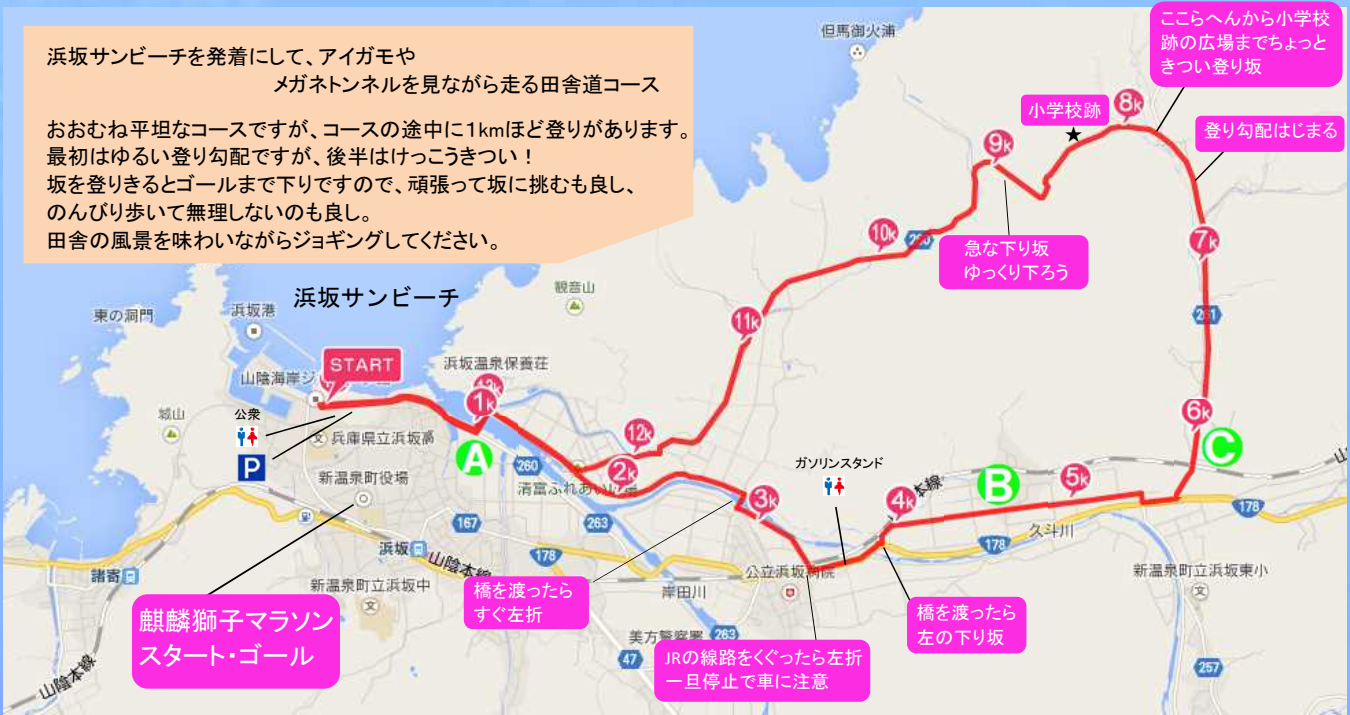 浜坂サンビーチを発着にして、アイガモや
メガネトンネルを見ながら走る田舎道コース
おおむね平坦なコースですが、コースの途中に1kmほど登りがあります。
最初はゆるい登り勾配ですが、後半はけっこうきつい！
坂を登りきるとゴールまで下りですので、頑張って坂に挑むも良し、
のんびり歩いて無理しないのも良し。
田舎の風景を味わいながらジョギングしてください。
但馬御火浦
ここらへんから小学校
跡の広場までちょっと
きつい登り坂
小学校跡
★
8k
登り勾配はじまる
9k
10k
260
急な下り坂
ゆっくり下ろう
7k
浜坂サンビーチ
観音山
東の洞門
浜坂港
11k
261
START
浜坂温泉保養荘
山陰海岸ジ
1k
城山
公衆
兵庫県立浜坂高
P
A
12k
6k
C
260
2k
清富ふれあい
ガソリンスタンド
新温泉町役場
3k
4k
本線
B
5k
178
167
263
久斗川
178
浜坂
山陰本線
178
諸寄
新温泉町立浜坂中
公立浜坂病院
岸田川
新温泉町立浜坂東小
橋を渡ったら
すぐ左折
橋を渡ったら
左の下り坂
麒麟獅子マラソン
スタート・ゴール
美方警察署
263
47
JRの線路をくぐったら左折
一旦停止で車に注意
257
山陰本線